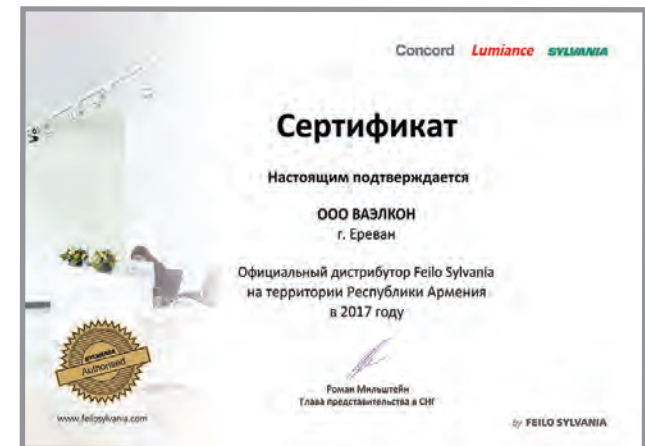 Concord Lumiance SYLVANIA
Сертификат
Настоящим подтверждается
ООО ВАЭЛКОН
г. Ереван
Официальный дистрибутор Feilo Sylvania
на территории Республики Армения
в 2017 году
SYLVANIA
Authorised
Роман Мильштейн
Глава представительства в СНГ
www.feilosylvania.com
by FEILO SYLVANIA